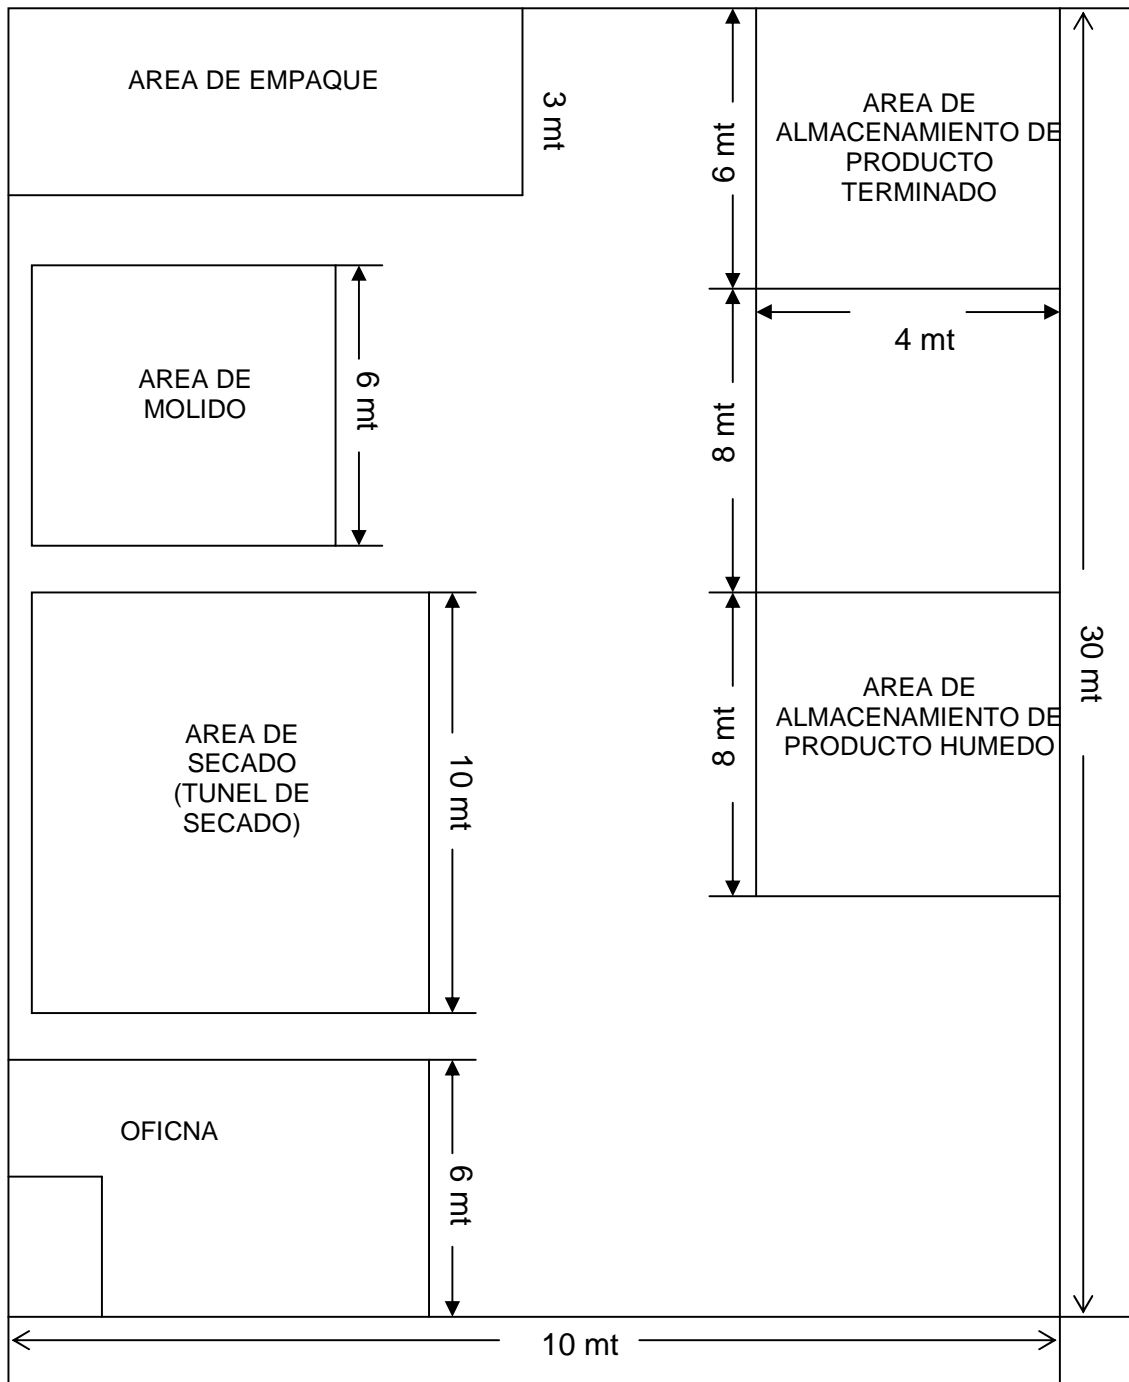 AREA DE EMPAQUE
3 mt
6 mt
AREA DE
ALMACENAMIENTO DE
PRODUCTO
TERMINADO
4 mt
AREA DE
MOLIDO
6 mt
8 mt
30 mt
AREA DE
SECADO
(TUNEL DE
SECADO)
10 mt
8 mt
AREA DE
ALMACENAMIENTO DE
PRODUCTO HUMEDO
OFICNA
6 mt
10 mt